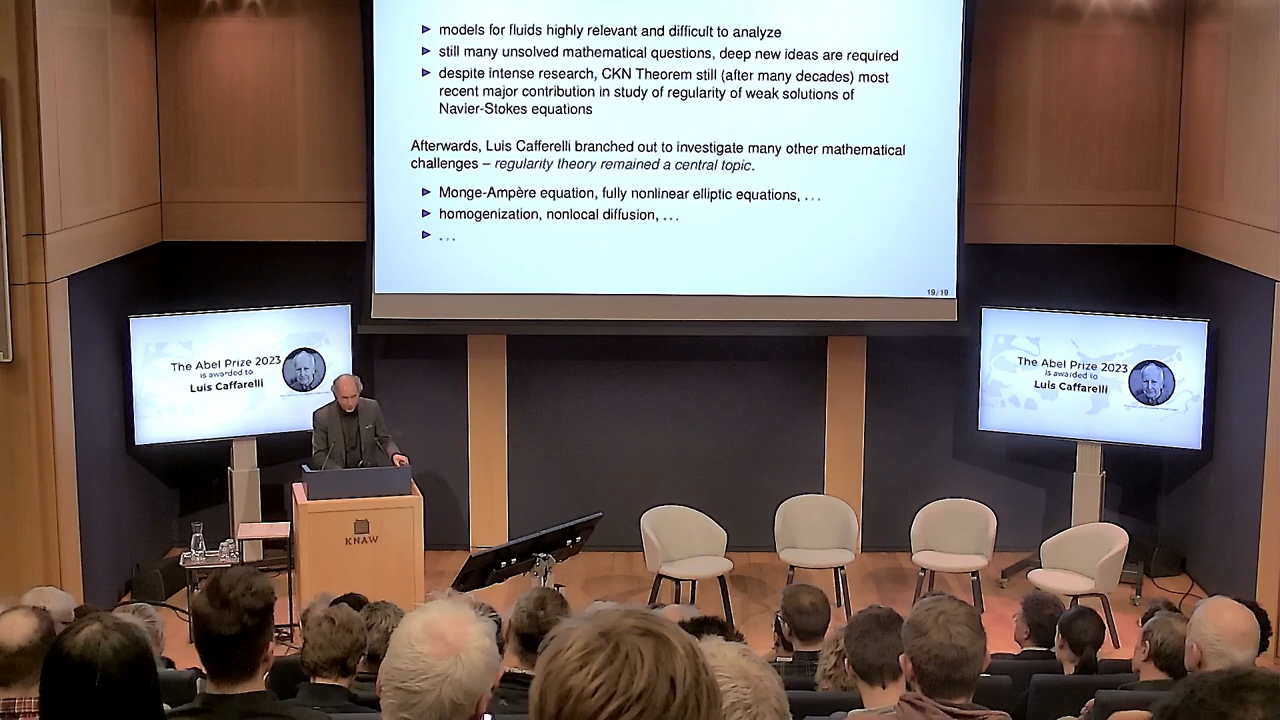 models for fluids highly relevant and difficult to analyze
still many unsolved mathematical questions, deep new ideas are required
despite intense research, CKN Theorem still (after many decades) most
recent major contribution in study of regularity of weak solutions of
Navier-Stokes equations
Afterwards, Luis Cafferelli branched out to investigate many other mathematical
challenges – regularity theory remained a central topic.
Monge-Ampère equation, fully nonlinear elliptic equations, ...
homogenization, nonlocal diffusion, ...
...
19/19
The Abel Prize 2023
is awarded to
Luis Caffarelli
The Abel Prize 2023
is awarded to
Luis Caffarelli
KNAW